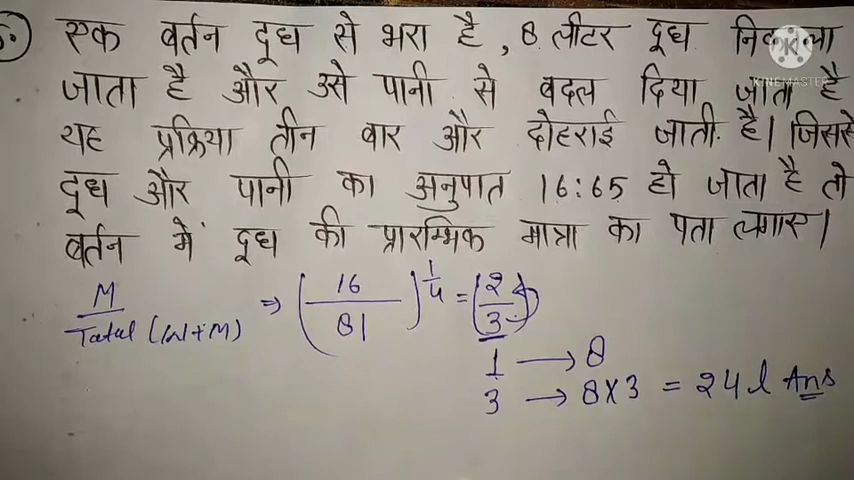 एक बर्तन दूध से भरा है, 8 लीटर दूध निकाला
जाता है और उसे पानी से बदल दिया जाता है
यह प्रक्रिया तीन बार और दोहराई जाती है। जिससे
दूध और पानी का अनुपात 16:65 हो जाता है तो
बर्तन में दूध की प्रारम्भिक मात्रा का पता लगाए।
M / Total (W+M) ⇒ (16/81)^1/4 = (2/3)
1 → 8
3 → 8×3 = 24 l Ans
KINEMASTER